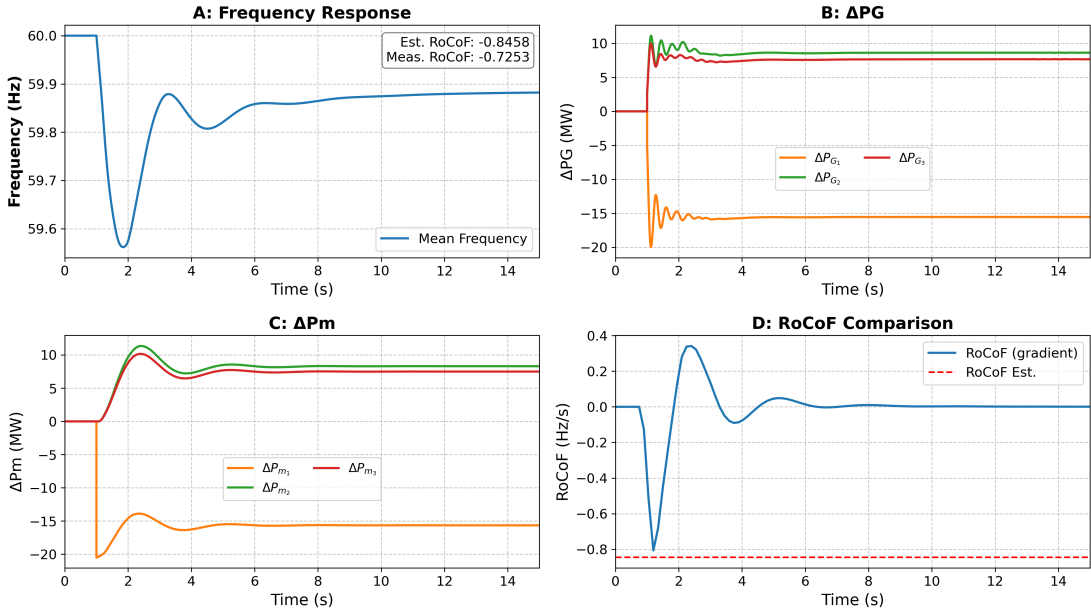 A: Frequency Response
Frequency (Hz)
60.0
59.9
59.8
59.7
59.6
Est. RoCoF: -0.8458
Meas. RoCoF: -0.7253
Mean Frequency
0 2 4 6 8 10 12 14
Time (s)
B: ΔPG
ΔPG (MW)
10
5
0
−5
−10
−15
−20
ΔP_{G_1} ΔP_{G_3}
ΔP_{G_2}
0 2 4 6 8 10 12 14
Time (s)
C: ΔPm
ΔPm (MW)
10
5
0
−5
−10
−15
−20
ΔP_{m_1} ΔP_{m_3}
ΔP_{m_2}
0 2 4 6 8 10 12 14
Time (s)
D: RoCoF Comparison
RoCoF (Hz/s)
0.4
0.2
0.0
−0.2
−0.4
−0.6
−0.8
RoCoF (gradient)
RoCoF Est.
0 2 4 6 8 10 12 14
Time (s)